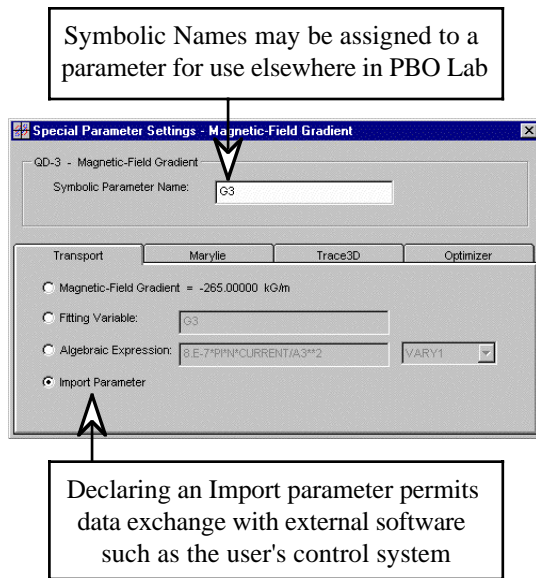 Symbolic Names may be assigned to a
parameter for use elsewhere in PBO Lab
Special Parameter Settings - Magnetic-Field Gradient
QD-3 - Magnetic-Field Gradient
Symbolic Parameter Name: G3
Transport Marylie Trace3D Optimizer
Magnetic-Field Gradient = -265.00000 kG/m
Fitting Variable: G3
Algebraic Expression: 8.E-7*PI*N*CURRENT/A3**2 VARY1
Import Parameter
Declaring an Import parameter permits
data exchange with external software
such as the user's control system